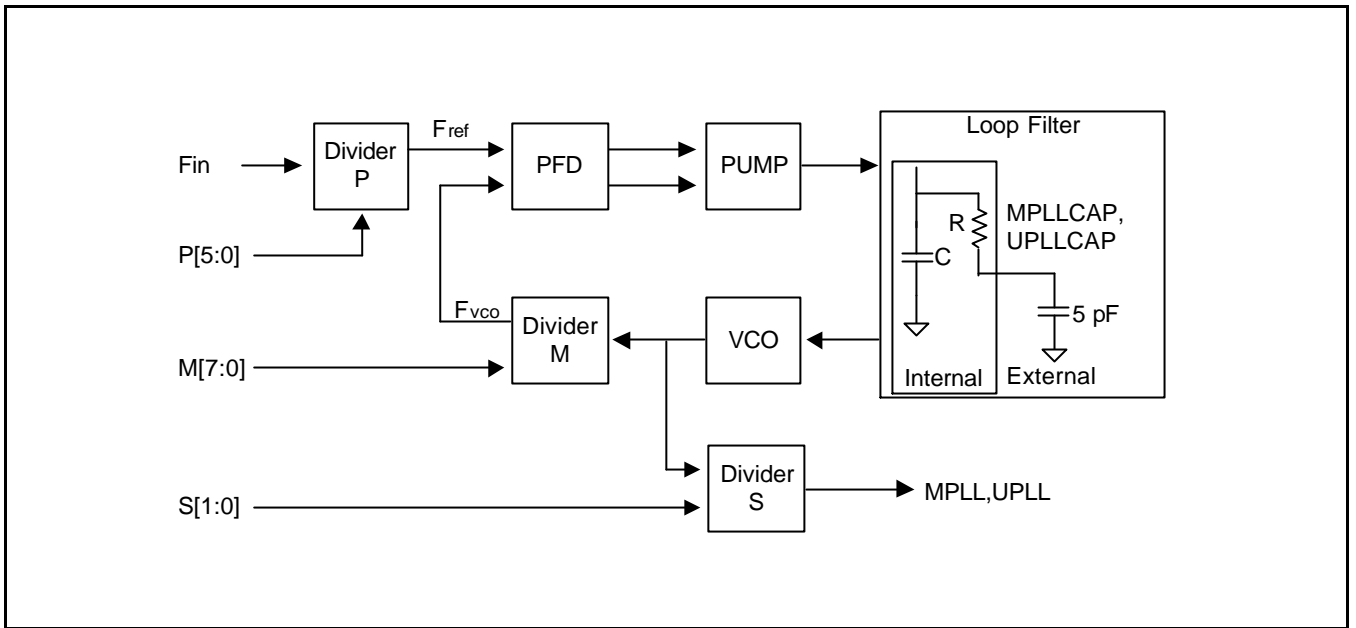 Loop Filter
Fref
Fin
Divider
P
PFD
PUMP
R
MPLLCAP,
UPLLCAP
P[5:0]
C
Fvco
Divider
M
VCO
5 pF
M[7:0]
Internal
External
Divider
S
MPLL,UPLL
S[1:0]